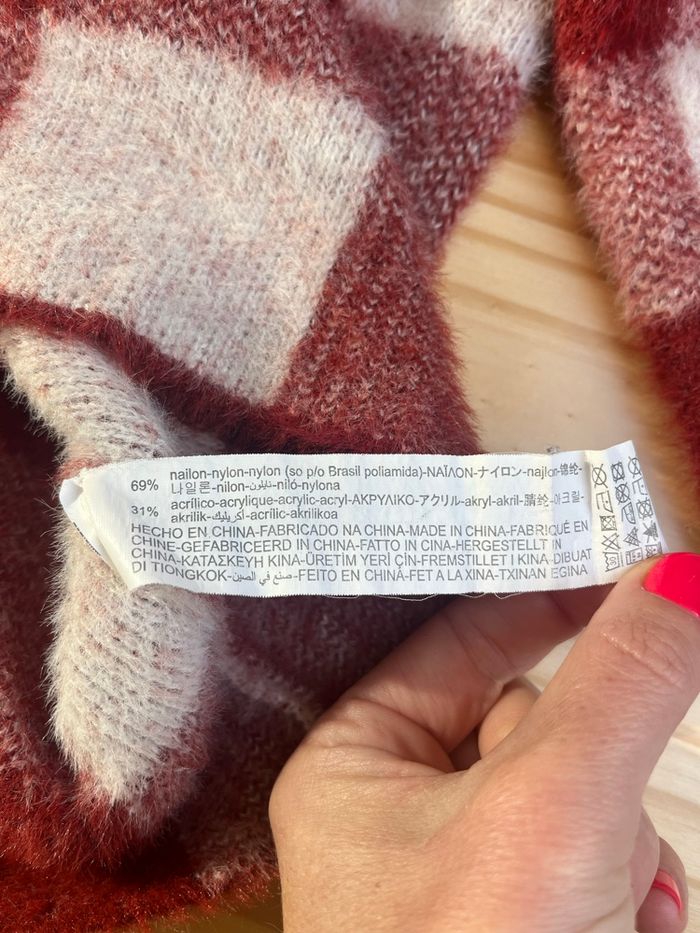 69% nailon-nylon-nylon (so p/o Brasil poliamida)-NAÏΛON-ナイロン-najlon-锦纶-
나일론-nilon-نايلون-niló-nylona
31% acrílico-acrylique-acrylic-acryl-ΑΚΡΥΛΙΚΟ-アクリル-akryl-akril-腈纶-아크릴-
akrilik-أكريليك-acrílic-akrilikoa
HECHO EN CHINA-FABRICADO NA CHINA-MADE IN CHINA-FABRIQUÉ EN
CHINE-GEFABRICEERD IN CHINA-FATTO IN CINA-HERGESTELLT IN
CHINA-ΚΑΤΑΣΚΕΥΗ ΚΙΝΑ-ÜRETİM YERİ ÇİN-FREMSTILLET I KINA-DIBUAT
DI TIONGKOK-صنع في الصين-FEITO EN CHINA-FET A LA XINA-TXINAN EGINA